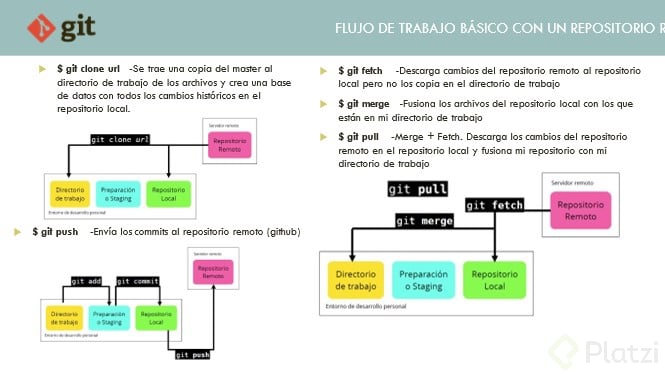 git
FLUJO DE TRABAJO BÁSICO CON UN REPOSITORIO R
$ git clone url -Se trae una copia del master al
directorio de trabajo de los archivos y crea una base
de datos con todos los cambios históricos en el
repositorio local.
Servidor remoto
Repositorio
Remoto
git clone url
Directorio
de trabajo
Preparación
o Staging
Repositorio
Local
Entorno de desarrollo personal
$ git push -Envía los commits al repositorio remoto (github)
Servidor remoto
Repositorio
Remoto
git add
git commit
Directorio
de trabajo
Preparación
o Staging
Repositorio
Local
Entorno de desarrollo personal
git push
$ git fetch -Descarga cambios del repositorio remoto al repositorio
local pero no los copia en el directorio de trabajo
$ git merge -Fusiona los archivos del repositorio local con los que
están en mi directorio de trabajo
$ git pull -Merge + Fetch. Descarga los cambios del repositorio
remoto en el repositorio local y fusiona mi repositorio con mi
directorio de trabajo
Servidor remoto
Repositorio
Remoto
git pull
git fetch
git merge
Directorio
de trabajo
Preparación
o Staging
Repositorio
Local
Entorno de desarrollo personal
Platzi